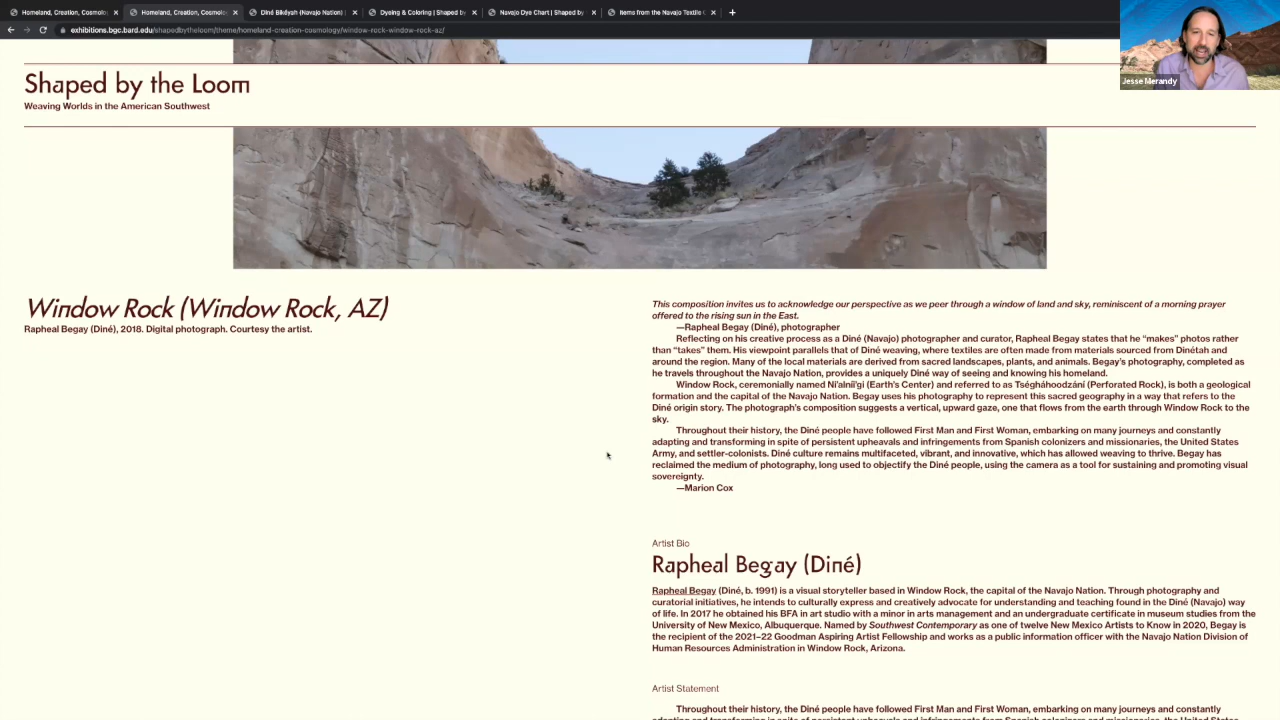 Homeland, Creation, Cosmolog
Homeland, Creation, Cosmolo
Diné Bikéyah (Navajo Nation) |
Dyeing & Coloring | Shaped by
Navajo Dye Chart | Shaped by
Items from the Navajo Textile C
exhibitions.bgc.bard.edu/shapedbytheloom/theme/homeland-creation-cosmology/window-rock-window-rock-az/
Jesse Merandy
Shaped by the Loom
Weaving Worlds in the American Southwest
Window Rock (Window Rock, AZ)
Rapheal Begay (Diné), 2018. Digital photograph. Courtesy the artist.
This composition invites us to acknowledge our perspective as we peer through a window of land and sky, reminiscent of a morning prayer
offered to the rising sun in the East.
—Rapheal Begay (Diné), photographer
Reflecting on his creative process as a Diné (Navajo) photographer and curator, Rapheal Begay states that he “makes” photos rather
than “takes” them. His viewpoint parallels that of Diné weaving, where textiles are often made from materials sourced from Dinétah and
around the region. Many of the local materials are derived from sacred landscapes, plants, and animals. Begay’s photography, completed as
he travels throughout the Navajo Nation, provides a uniquely Diné way of seeing and knowing his homeland.
Window Rock, ceremonially named Ni’alníi’gi (Earth’s Center) and referred to as Tségháhoodzání (Perforated Rock), is both a geological
formation and the capital of the Navajo Nation. Begay uses his photography to represent this sacred geography in a way that refers to the
Diné origin story. The photograph’s composition suggests a vertical, upward gaze, one that flows from the earth through Window Rock to the
sky.
Throughout their history, the Diné people have followed First Man and First Woman, embarking on many journeys and constantly
adapting and transforming in spite of persistent upheavals and infringements from Spanish colonizers and missionaries, the United States
Army, and settler-colonists. Diné culture remains multifaceted, vibrant, and innovative, which has allowed weaving to thrive. Begay has
reclaimed the medium of photography, long used to objectify the Diné people, using the camera as a tool for sustaining and promoting visual
sovereignty.
—Marion Cox
Artist Bio
Rapheal Begay (Diné)
Rapheal Begay (Diné, b. 1991) is a visual storyteller based in Window Rock, the capital of the Navajo Nation. Through photography and
curatorial initiatives, he intends to culturally express and creatively advocate for understanding and teaching found in the Diné (Navajo) way
of life. In 2017 he obtained his BFA in art studio with a minor in arts management and an undergraduate certificate in museum studies from the
University of New Mexico, Albuquerque. Named by Southwest Contemporary as one of twelve New Mexico Artists to Know in 2020, Begay is
the recipient of the 2021–22 Goodman Aspiring Artist Fellowship and works as a public information officer with the Navajo Nation Division of
Human Resources Administration in Window Rock, Arizona.
Artist Statement
Throughout their history, the Diné people have followed First Man and First Woman, embarking on many journeys and constantly
adapting and transforming in spite of persistent upheavals and infringements from Spanish colonizers and missionaries, the United States